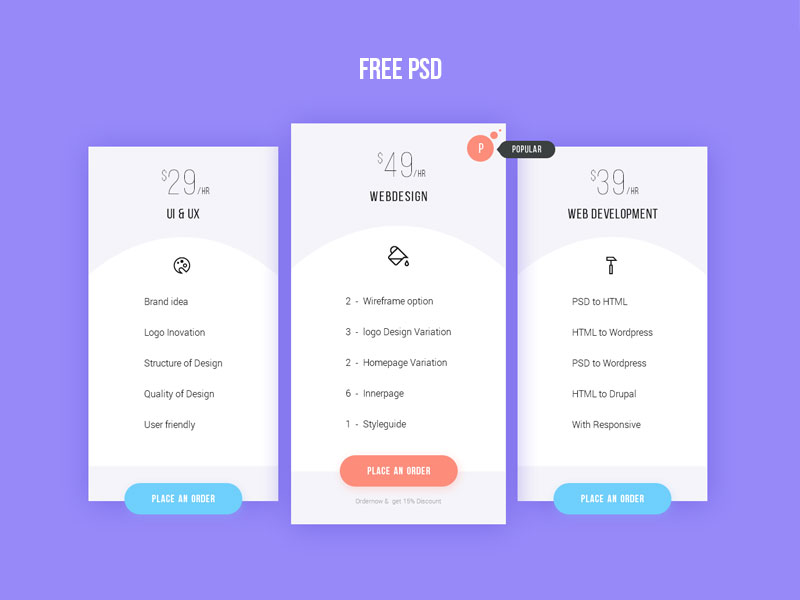 FREE PSD
$29/HR
UI & UX
Brand idea
Logo Inovation
Structure of Design
Quality of Design
User friendly
PLACE AN ORDER
P
POPULAR
$49/HR
WEBDESIGN
2 - Wireframe option
3 - logo Design Variation
2 - Homepage Variation
6 - Innerpage
1 - Styleguide
PLACE AN ORDER
Ordernow & get 15% Discount
$39/HR
WEB DEVELOPMENT
PSD to HTML
HTML to Wordpress
PSD to Wordpress
HTML to Drupal
With Responsive
PLACE AN ORDER